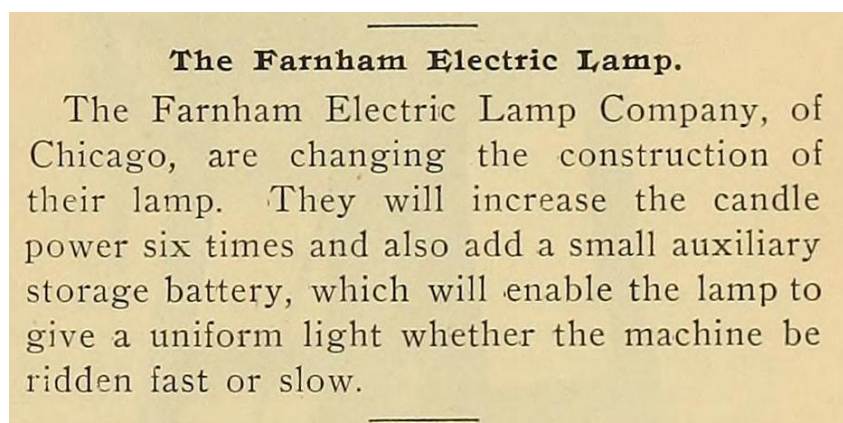 The Farnham Electric Lamp.
The Farnham Electric Lamp Company, of
Chicago, are changing the construction of
their lamp. They will increase the candle
power six times and also add a small auxiliary
storage battery, which will enable the lamp to
give a uniform light whether the machine be
ridden fast or slow.